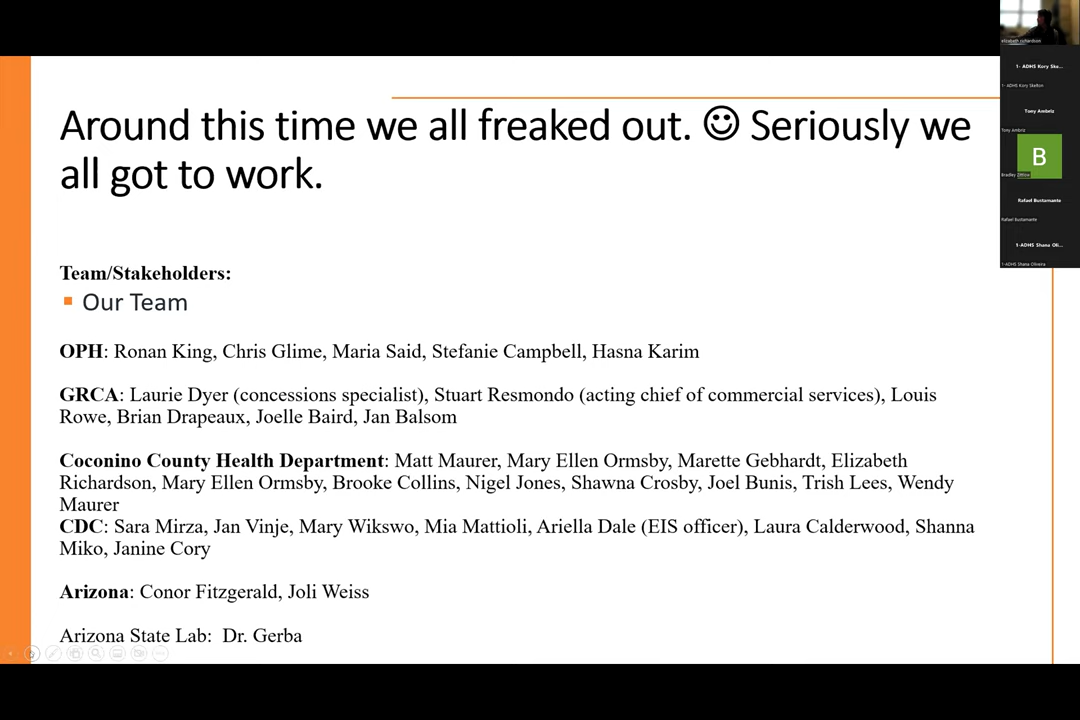 Around this time we all freaked out. ☺ Seriously we
all got to work.
Team/Stakeholders:
▪ Our Team
OPH: Ronan King, Chris Glime, Maria Said, Stefanie Campbell, Hasna Karim
GRCA: Laurie Dyer (concessions specialist), Stuart Resmondo (acting chief of commercial services), Louis
Rowe, Brian Drapeaux, Joelle Baird, Jan Balsom
Coconino County Health Department: Matt Maurer, Mary Ellen Ormsby, Marette Gebhardt, Elizabeth
Richardson, Mary Ellen Ormsby, Brooke Collins, Nigel Jones, Shawna Crosby, Joel Bunis, Trish Lees, Wendy
Maurer
CDC: Sara Mirza, Jan Vinje, Mary Wikswo, Mia Mattioli, Ariella Dale (EIS officer), Laura Calderwood, Shanna
Miko, Janine Cory
Arizona: Conor Fitzgerald, Joli Weiss
Arizona State Lab: Dr. Gerba
elizabeth richardson
1- ADHS Kory Ske...
1- ADHS Kory Skelton
Tony Ambriz
Tony Ambriz
B
Bradley
Rafael Bustamante
Rafael Bustamante
1-ADHS Shana Oli...
1-ADHS Shana Oliveira